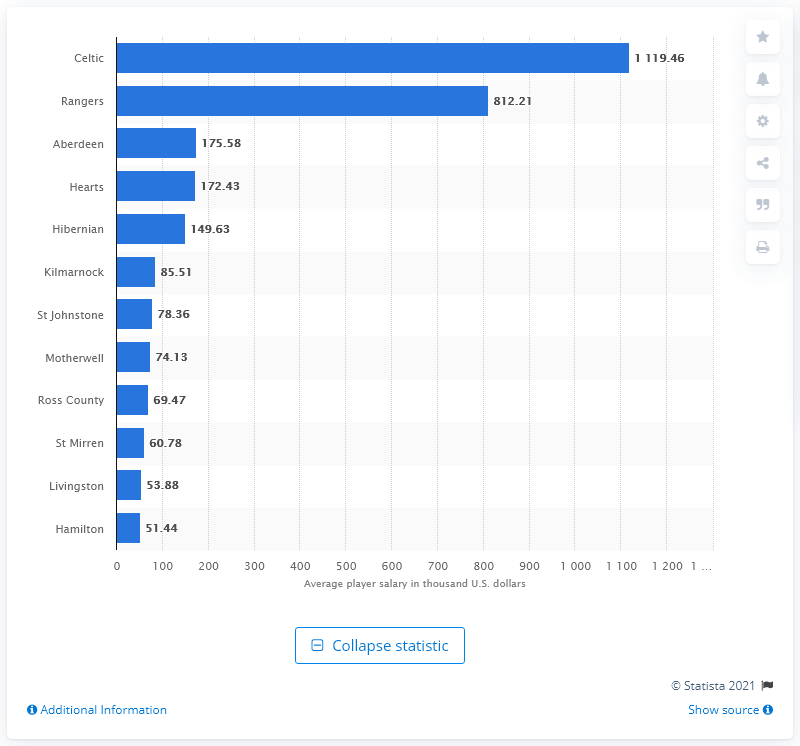 Celtic 1 119.46
Rangers 812.21
Aberdeen 175.58
Hearts 172.43
Hibernian 149.63
Kilmarnock 85.51
St Johnstone 78.36
Motherwell 74.13
Ross County 69.47
St Mirren 60.78
Livingston 53.88
Hamilton 51.44
0 100 200 300 400 500 600 700 800 900 1 000 1 100 1 200 1 ...
Average player salary in thousand U.S. dollars
Collapse statistic
© Statista 2021
Additional Information Show source